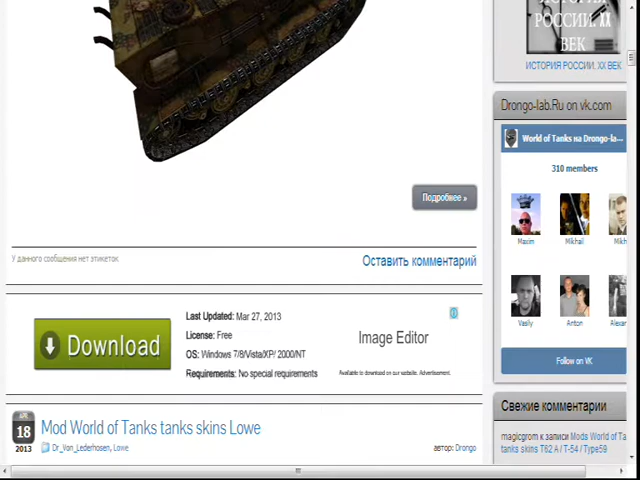 ИСТОРИЯ
РОССИИ. XX
ВЕК
ИСТОРИЯ РОССИИ. XX ВЕК
Drongo-lab.Ru on vk.com
World of Tanks на Drongo-la...
310 members
Maxim
Mikhail
Mikh
Vasily
Anton
Alexan
Follow on VK
Подробнее »
У данного сообщения нет этикеток
Оставить комментарий
Download
Last Updated: Mar 27, 2013
License: Free
OS: Windows 7/8/Vista/XP/ 2000/NT
Requirements: No special requirements
Image Editor
Available to download on our website. Advertisement.
18
2013
Mod World of Tanks tanks skins Lowe
Dr_Von_Lederhosen, Lowe
автор: Drongo
Свежие комментарии
magicgrom к записи Mods World of Ta
tanks skins T62 A / T-54 / Type59